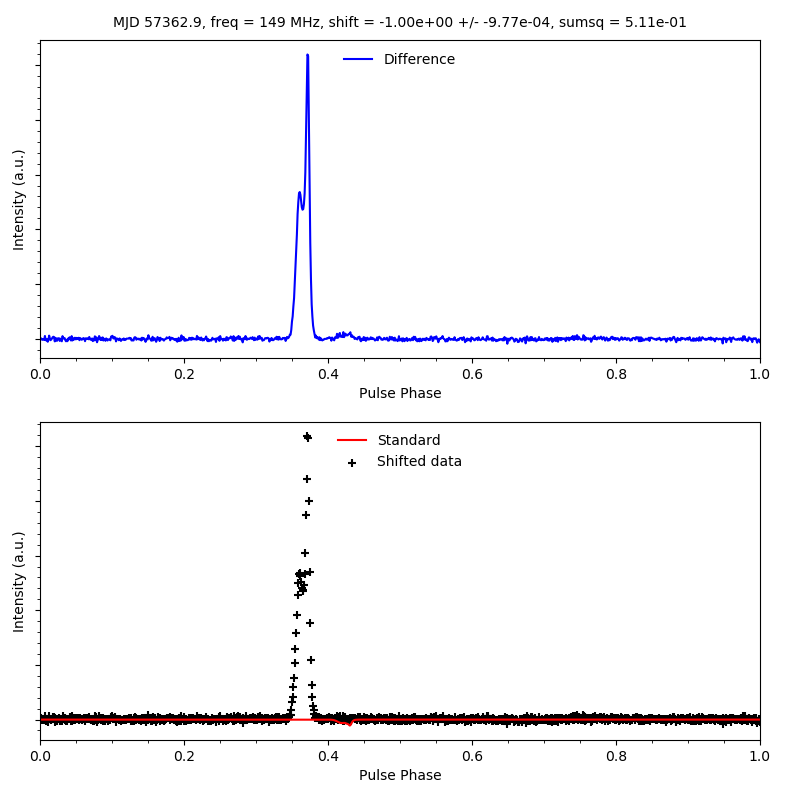 MJD 57362.9, freq = 149 MHz, shift = -1.00e+00 +/- -9.77e-04, sumsq = 5.11e-01
Difference
Intensity (a.u.)
0.0 0.2 0.4 0.6 0.8 1.0
Pulse Phase
Standard
Shifted data
Intensity (a.u.)
0.0 0.2 0.4 0.6 0.8 1.0
Pulse Phase